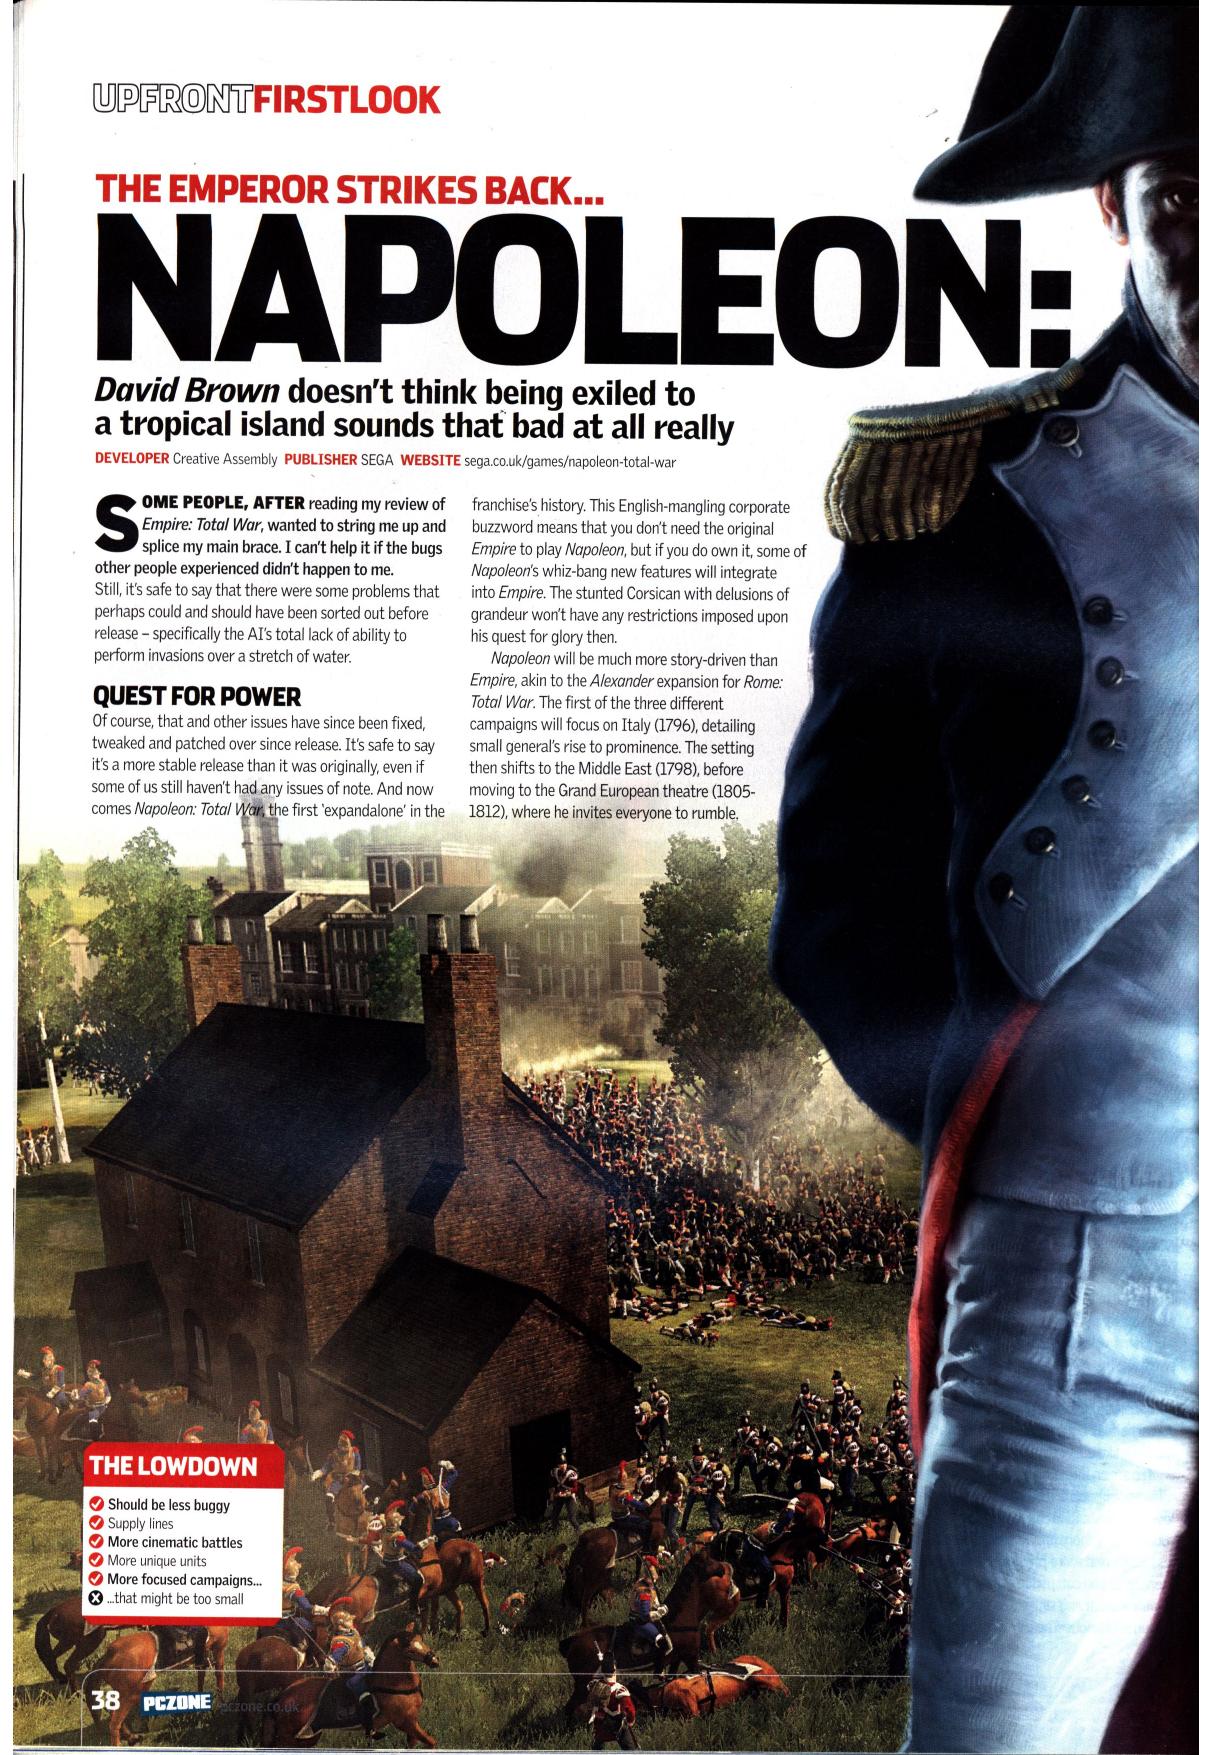 UPFRONTFIRSTLOOK
THE EMPEROR STRIKES BACK...
NAPOLEON:
David Brown doesn't think being exiled to
a tropical island sounds that bad at all really
DEVELOPER Creative Assembly PUBLISHER SEGA WEBSITE sega.co.uk/games/napoleon-total-war
SOME PEOPLE, AFTER reading my review of
Empire: Total War, wanted to string me up and
splice my main brace. I can't help it if the bugs
other people experienced didn't happen to me.
Still, it's safe to say that there were some problems that
perhaps could and should have been sorted out before
release – specifically the AI's total lack of ability to
perform invasions over a stretch of water.
QUEST FOR POWER
Of course, that and other issues have since been fixed,
tweaked and patched over since release. It's safe to say
it's a more stable release than it was originally, even if
some of us still haven't had any issues of note. And now
comes Napoleon: Total War, the first 'expandalone' in the
franchise's history. This English-mangling corporate
buzzword means that you don't need the original
Empire to play Napoleon, but if you do own it, some of
Napoleon's whiz-bang new features will integrate
into Empire. The stunted Corsican with delusions of
grandeur won't have any restrictions imposed upon
his quest for glory then.
Napoleon will be much more story-driven than
Empire, akin to the Alexander expansion for Rome:
Total War. The first of the three different
campaigns will focus on Italy (1796), detailing
small general's rise to prominence. The setting
then shifts to the Middle East (1798), before
moving to the Grand European theatre (1805-
1812), where he invites everyone to rumble.
THE LOWDOWN
Should be less buggy
Supply lines
More cinematic battles
More unique units
More focused campaigns...
...that might be too small
38 PCZONE pczone.co.uk